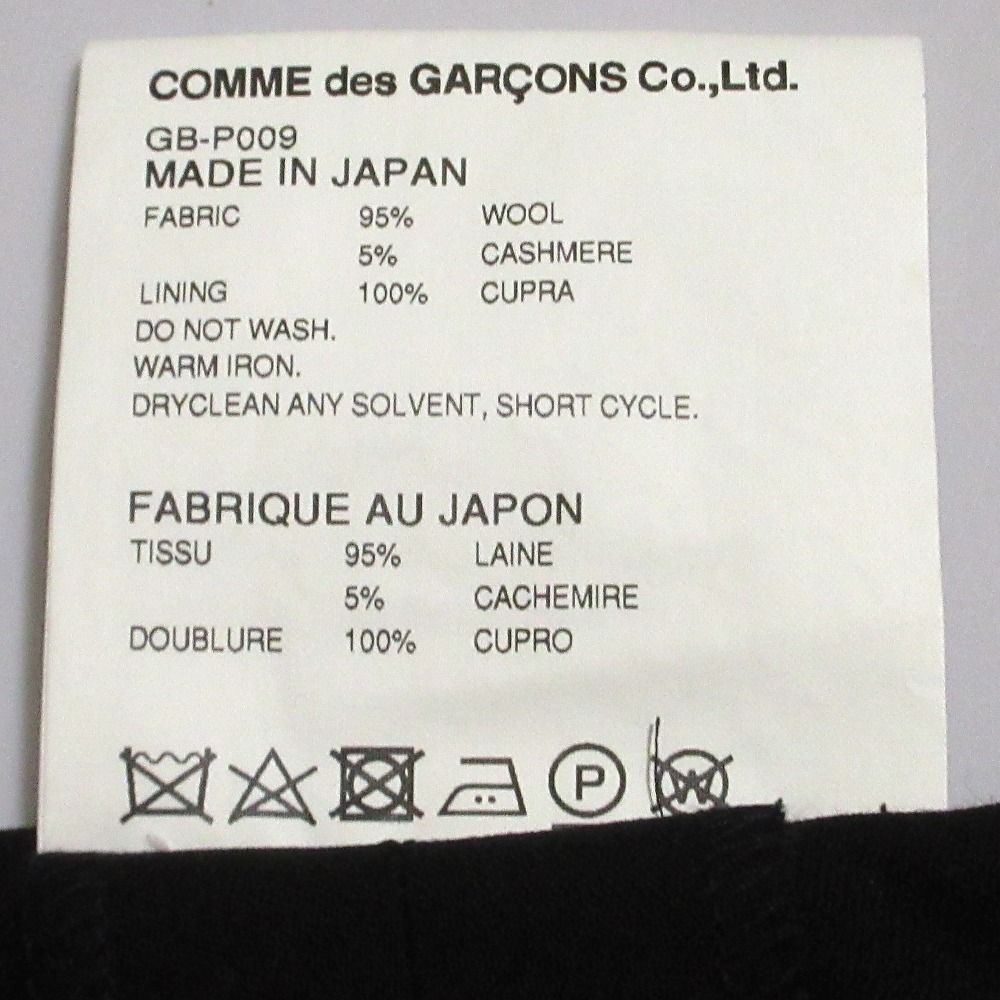 COMME des GARÇONS Co.,Ltd.
GB-P009
MADE IN JAPAN
FABRIC 95% WOOL
5% CASHMERE
LINING 100% CUPRA
DO NOT WASH.
WARM IRON.
DRYCLEAN ANY SOLVENT, SHORT CYCLE.
FABRIQUE AU JAPON
TISSU 95% LAINE
5% CACHEMIRE
DOUBLURE 100% CUPRO
P W